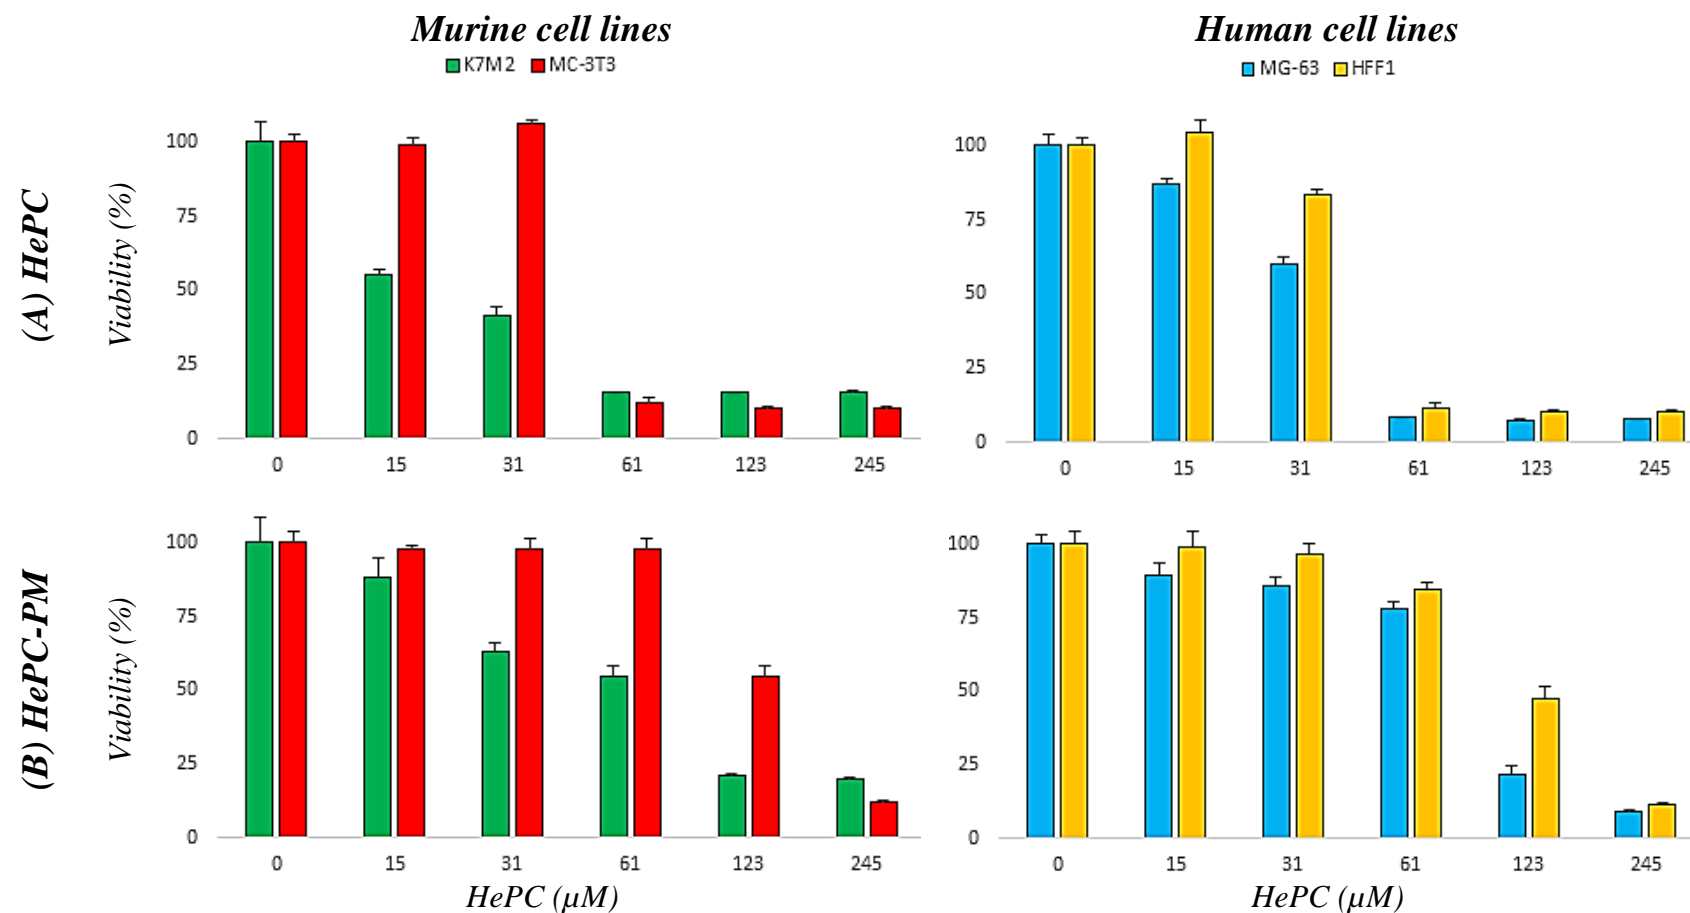 Murine cell lines
K7M2 MC-3T3
Human cell lines
MG-63 HFF1
(A) HePC
Viability (%)
100
75
50
25
0
0 15 31 61 123 245
100
75
50
25
0
0 15 31 61 123 245
(B) HePC-PM
Viability (%)
100
75
50
25
0
0 15 31 61 123 245
HePC (µM)
100
75
50
25
0
0 15 31 61 123 245
HePC (µM)